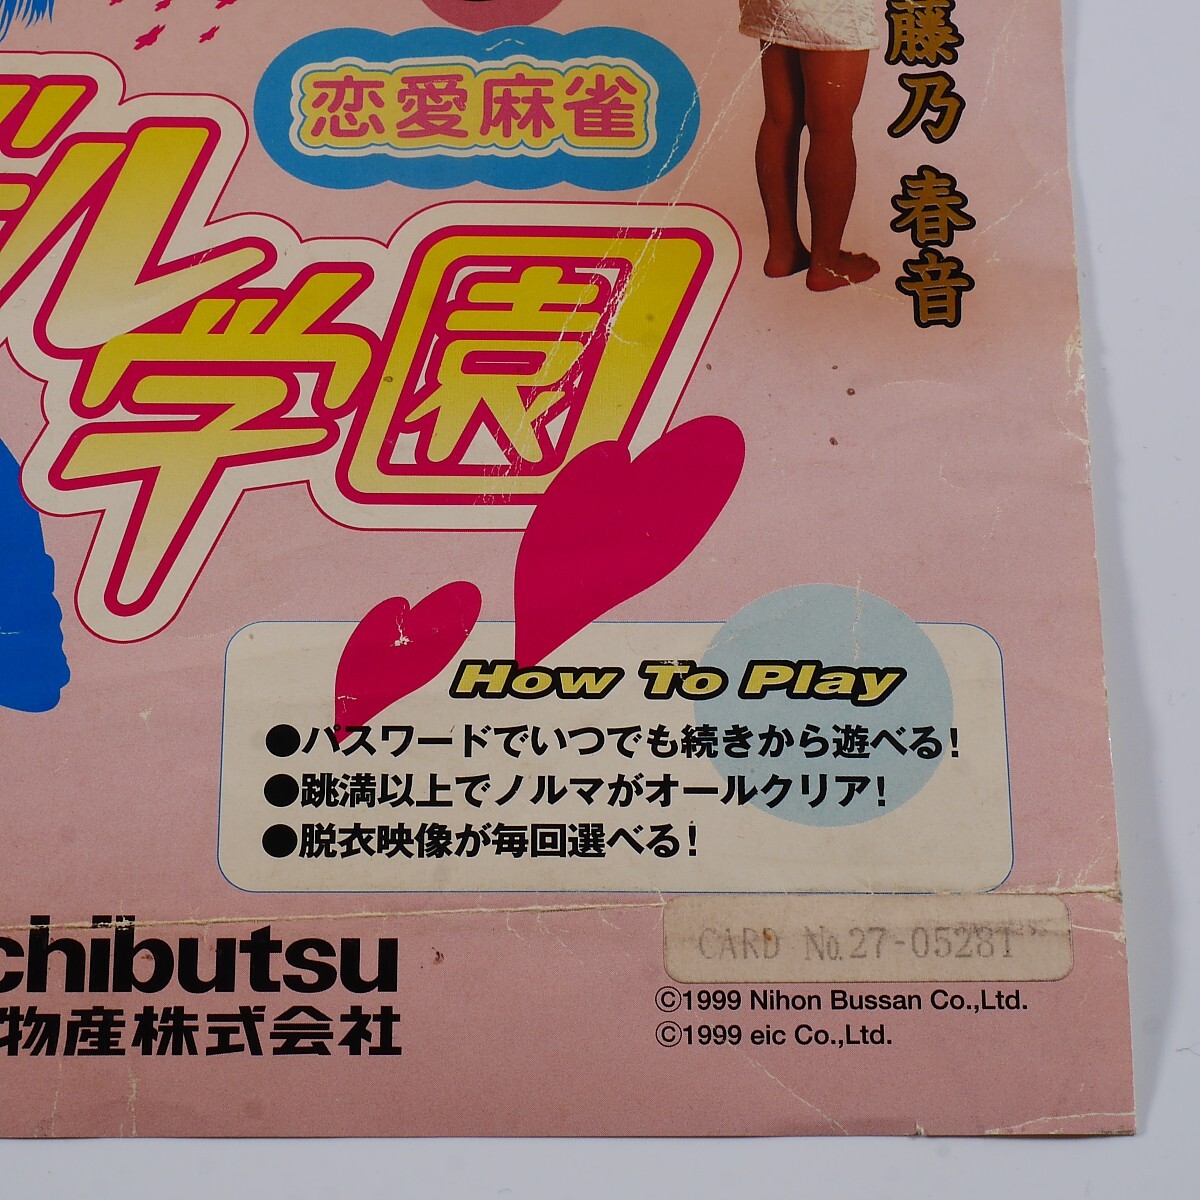 恋愛麻雀
藤乃 春音
ドル学園
How To Play
●パスワードでいつでも続きから遊べる!
●跳満以上でノルマがオールクリア!
●脱衣映像が毎回選べる!
chibutsu
物産株式会社
CARD No.27-05281
©1999 Nihon Bussan Co.,Ltd.
©1999 eic Co.,Ltd.